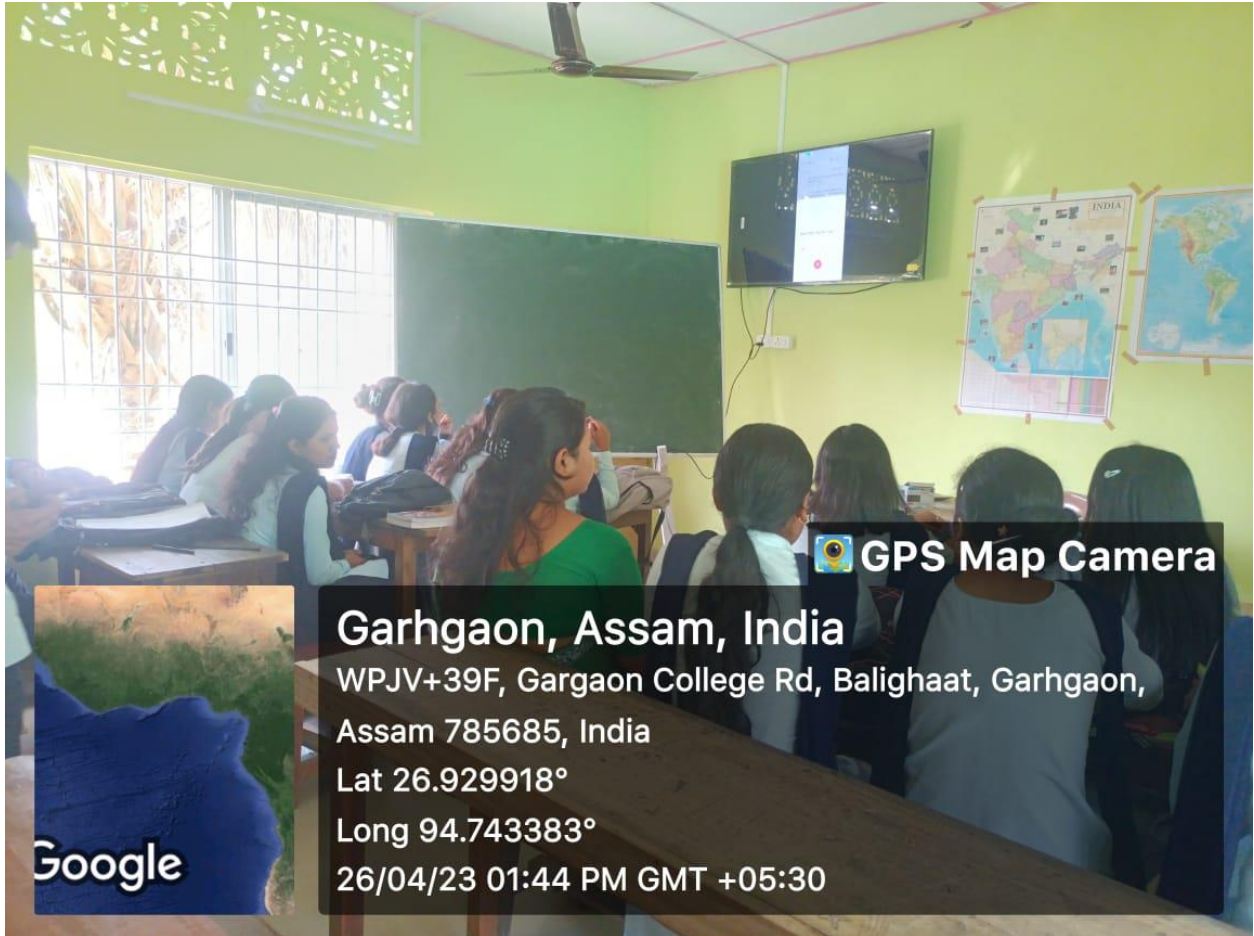 INDIA
GPS Map Camera
Garhgaon, Assam, India
WPJV+39F, Gargaon College Rd, Balighaat, Garhgaon,
Assam 785685, India
Lat 26.929918°
Long 94.743383°
26/04/23 01:44 PM GMT +05:30
Google